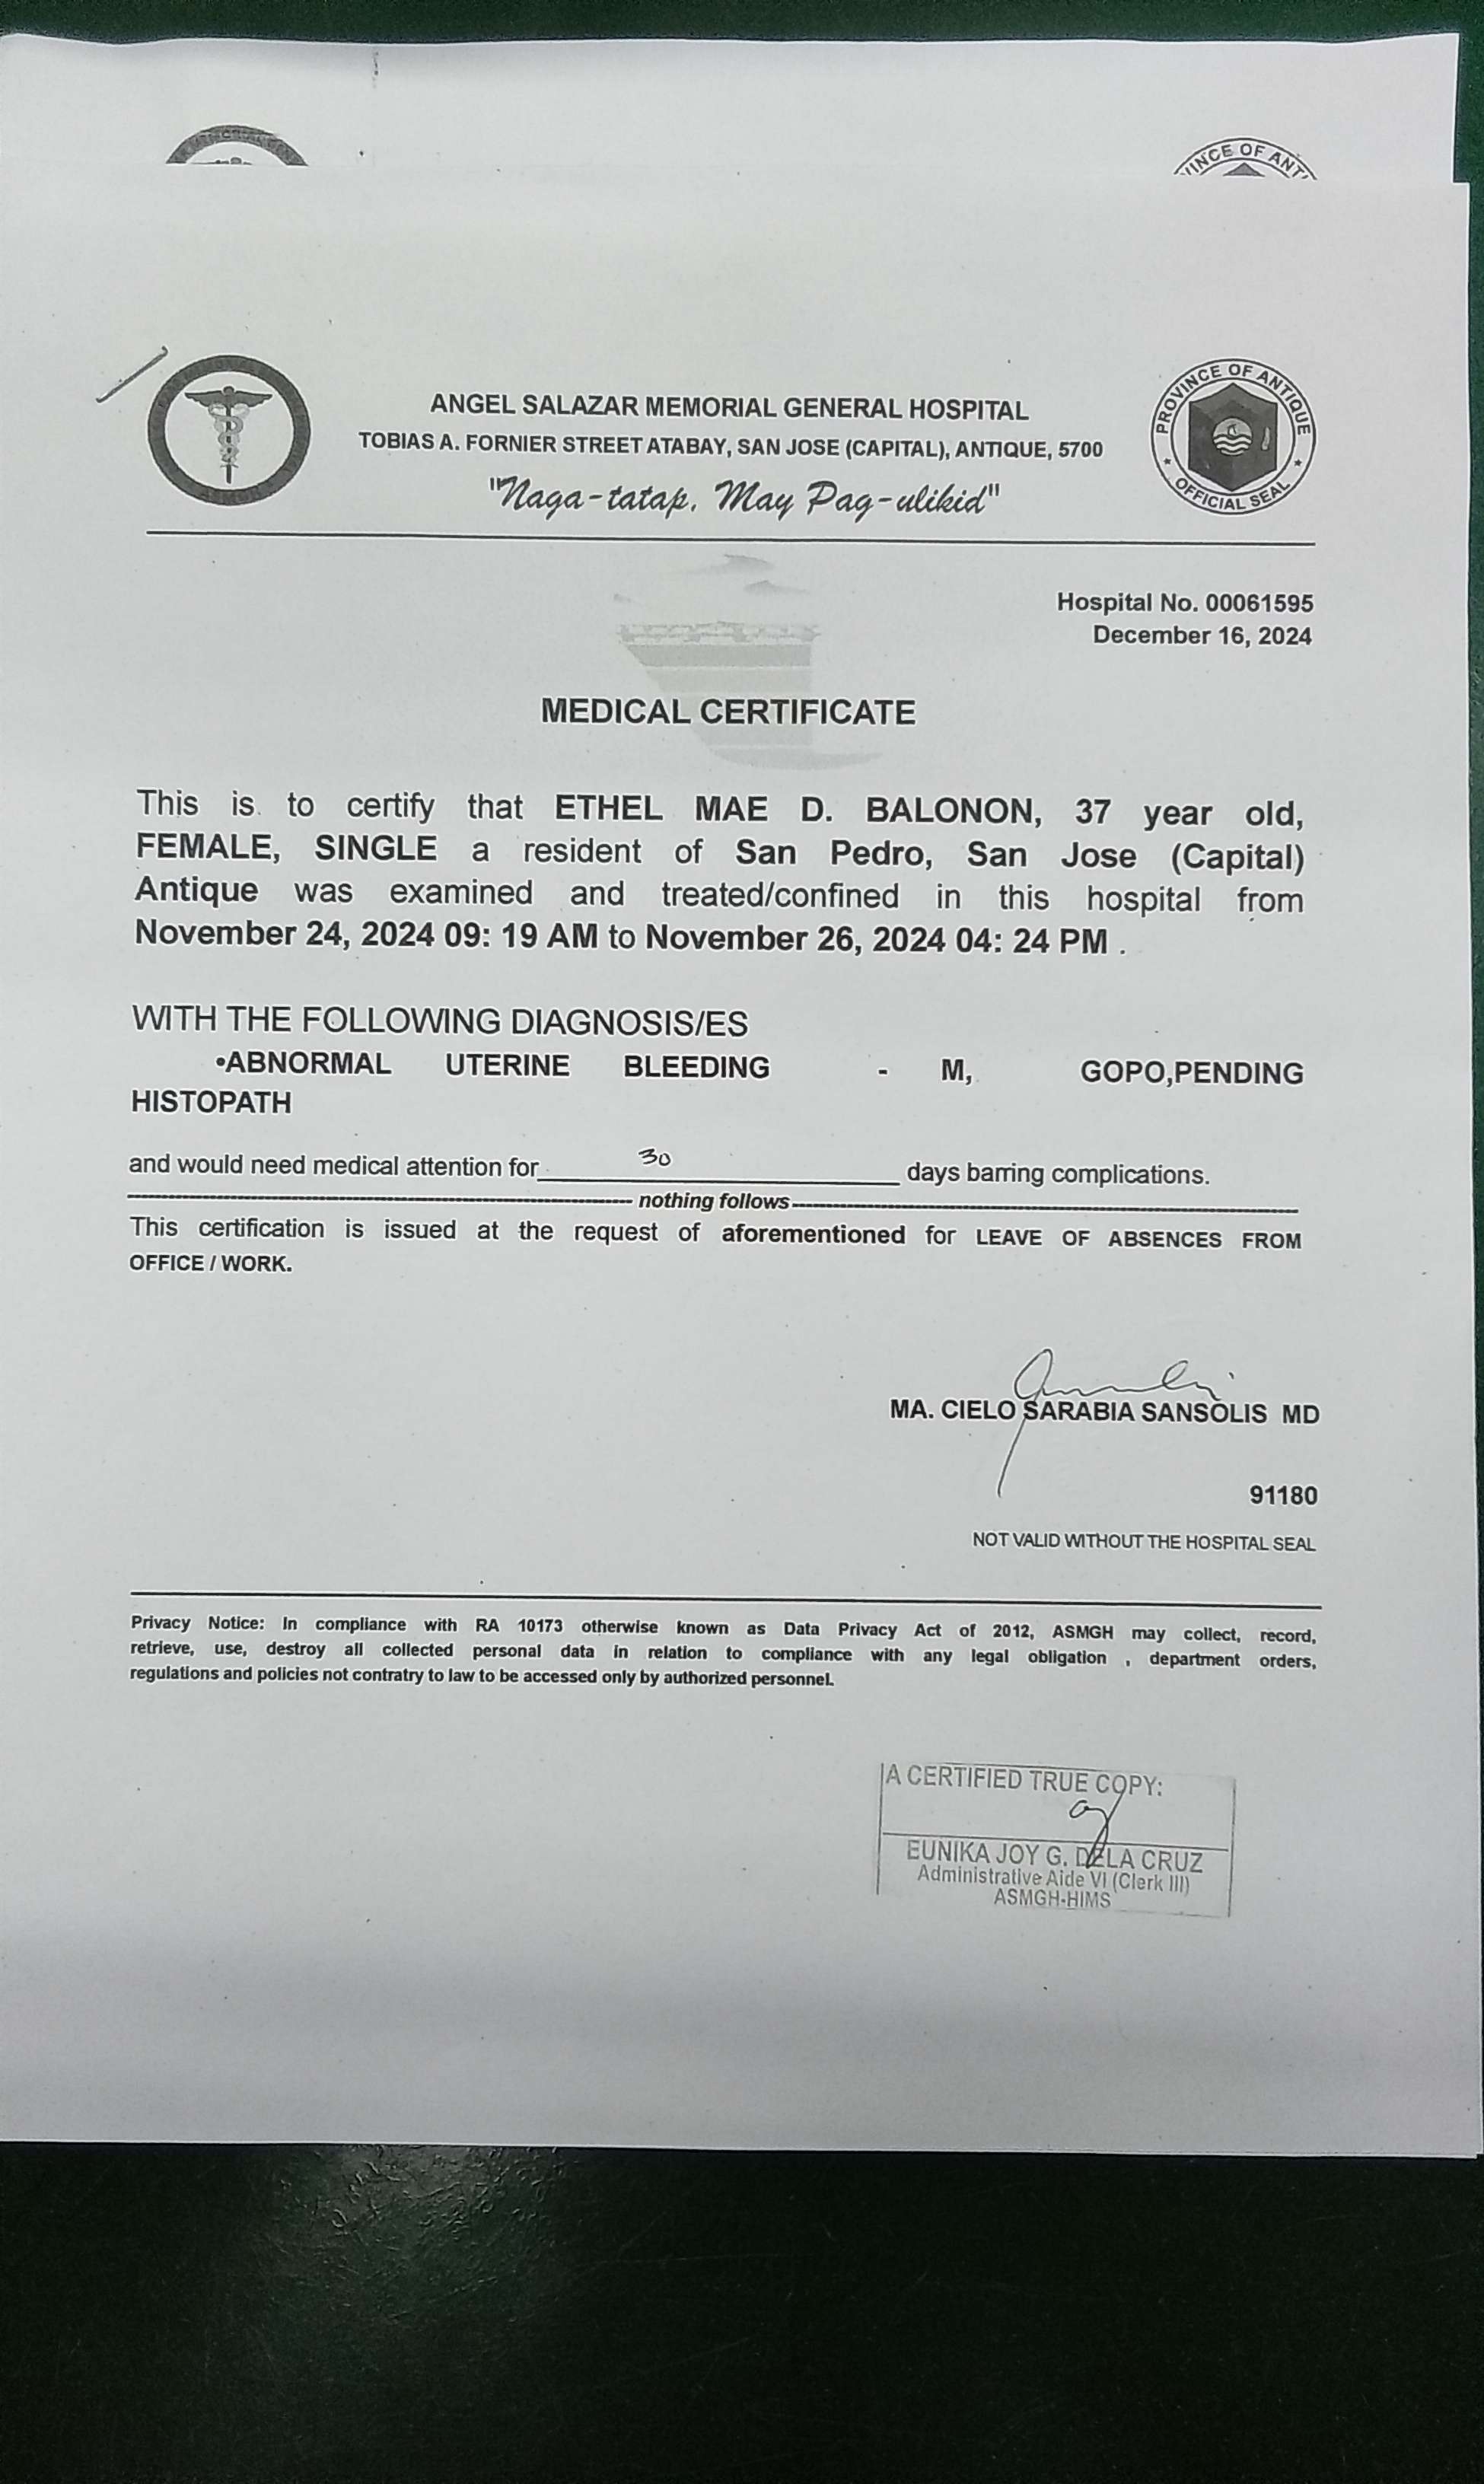 VINCE OF ANT
ANGEL SALAZAR MEMORIAL GENERAL HOSPITAL
TOBIAS A. FORNIER STREET ATABAY, SAN JOSE (CAPITAL), ANTIQUE, 5700
"Naga-tatap, May Pag-ulikid"
PROVINCE OF ANTIQUE
OFFICIAL SEAL
Hospital No. 00061595
December 16, 2024
MEDICAL CERTIFICATE
This is to certify that ETHEL MAE D. BALONON, 37 year old,
FEMALE, SINGLE a resident of San Pedro, San Jose (Capital)
Antique was examined and treated/confined in this hospital from
November 24, 2024 09: 19 AM to November 26, 2024 04: 24 PM .
WITH THE FOLLOWING DIAGNOSIS/ES
•ABNORMAL UTERINE BLEEDING - M, GOPO,PENDING
HISTOPATH
and would need medical attention for 30 days barring complications.
nothing follows
This certification is issued at the request of aforementioned for LEAVE OF ABSENCES FROM
OFFICE / WORK.
MA. CIELO SARABIA SANSOLIS MD
91180
NOT VALID WITHOUT THE HOSPITAL SEAL
Privacy Notice: In compliance with RA 10173 otherwise known as Data Privacy Act of 2012, ASMGH may collect, record,
retrieve, use, destroy all collected personal data in relation to compliance with any legal obligation , department orders,
regulations and policies not contratry to law to be accessed only by authorized personnel.
A CERTIFIED TRUE COPY:
EUNIKA JOY G. DELA CRUZ
Administrative Aide VI (Clerk III)
ASMGH-HIMS